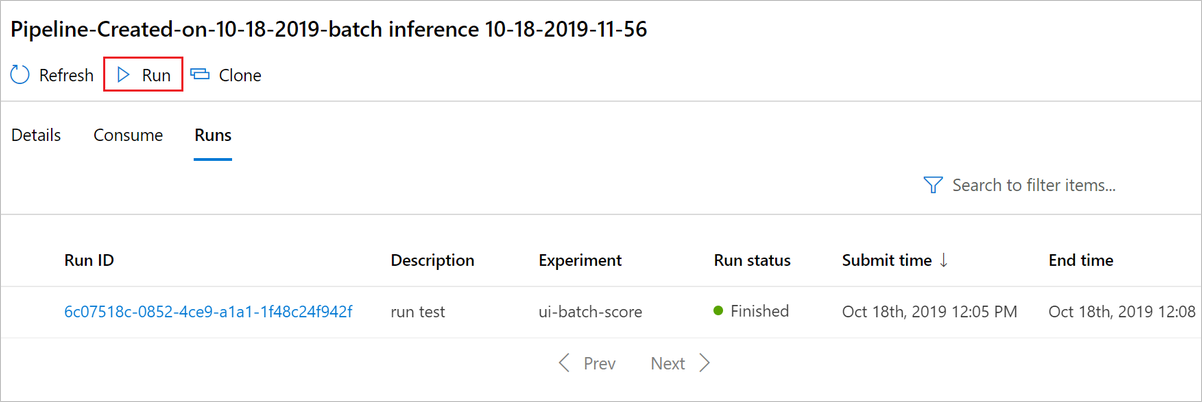 Pipeline-Created-on-10-18-2019-batch inference 10-18-2019-11-56
Refresh Run Clone
Details Consume Runs
Search to filter items...
Run ID Description Experiment Run status Submit time ↓ End time
6c07518c-0852-4ce9-a1a1-1f48c24f942f run test ui-batch-score Finished Oct 18th, 2019 12:05 PM Oct 18th, 2019 12:08
Prev Next